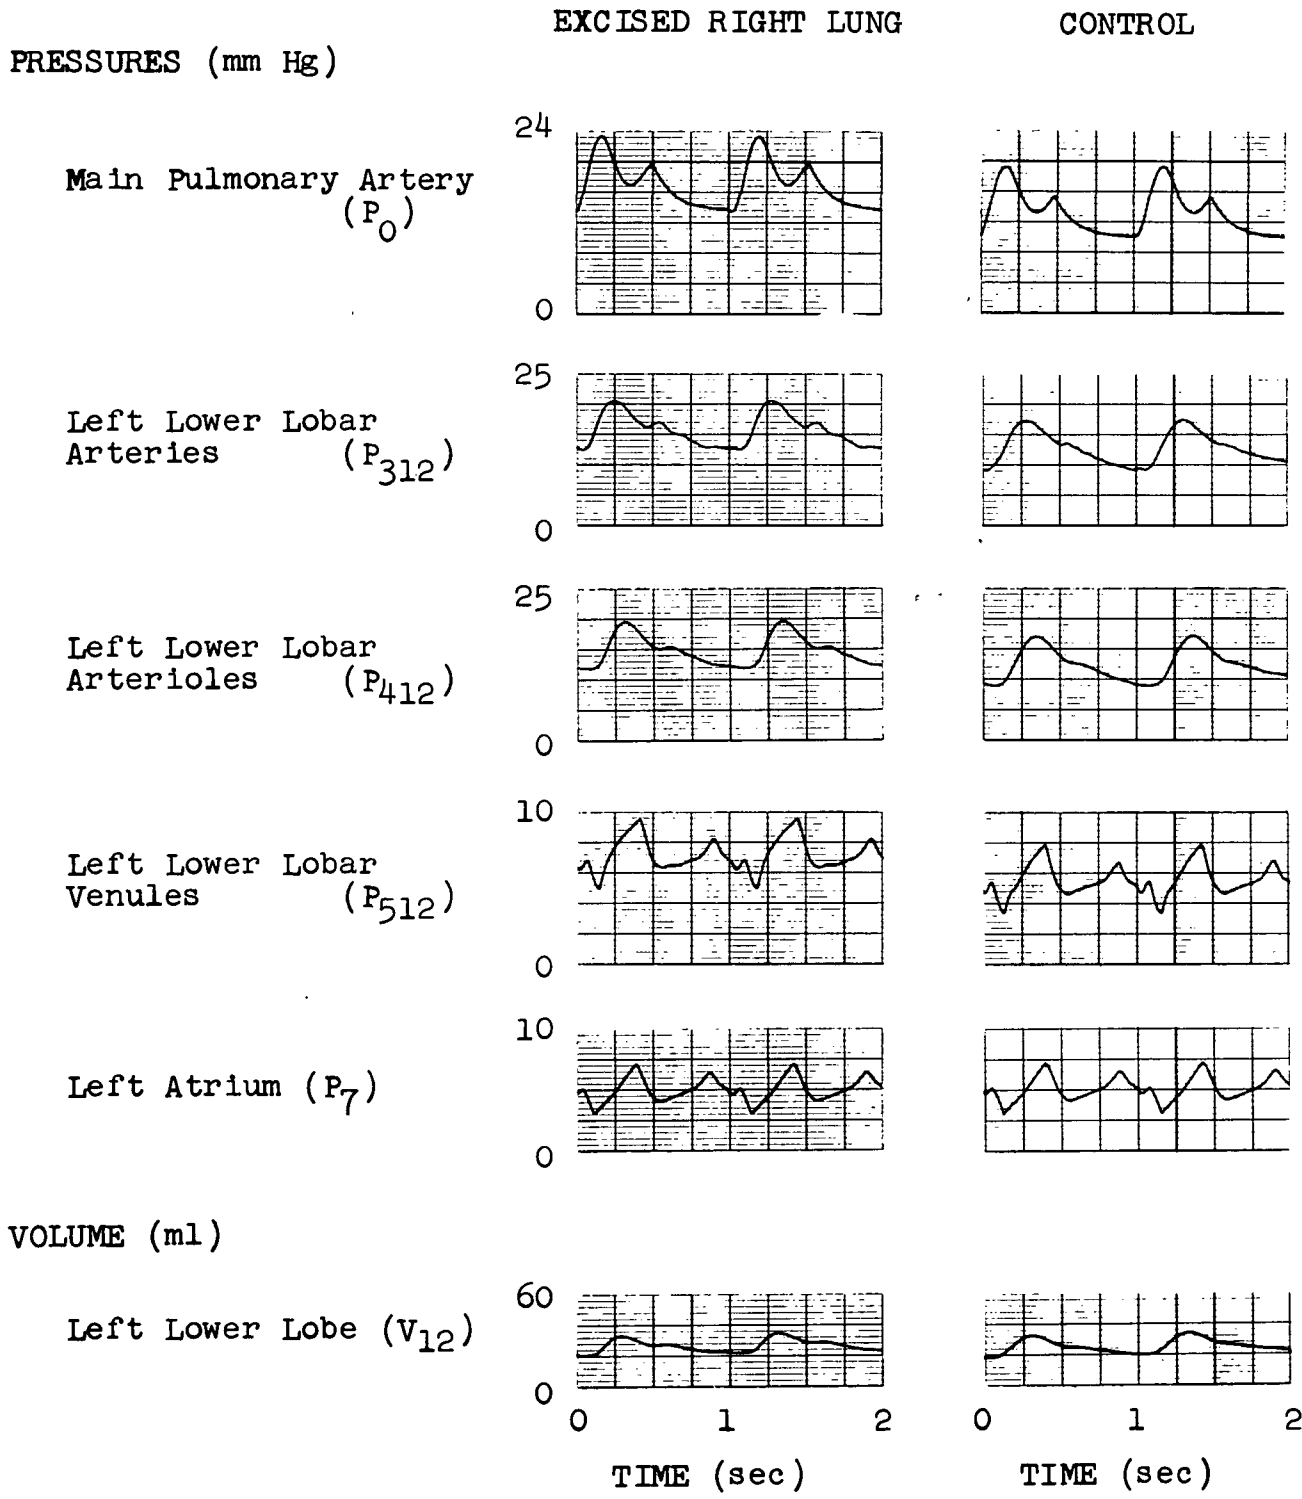 EXCISED RIGHT LUNG CONTROL
PRESSURES (mm Hg)
24
Main Pulmonary Artery
(P0)
0
25
Left Lower Lobar
Arteries (P312)
0
25
Left Lower Lobar
Arterioles (P412)
0
10
Left Lower Lobar
Venules (P512)
0
10
Left Atrium (P7)
0
VOLUME (ml)
60
Left Lower Lobe (V12)
0
0 1 2 0 1 2
TIME (sec) TIME (sec)